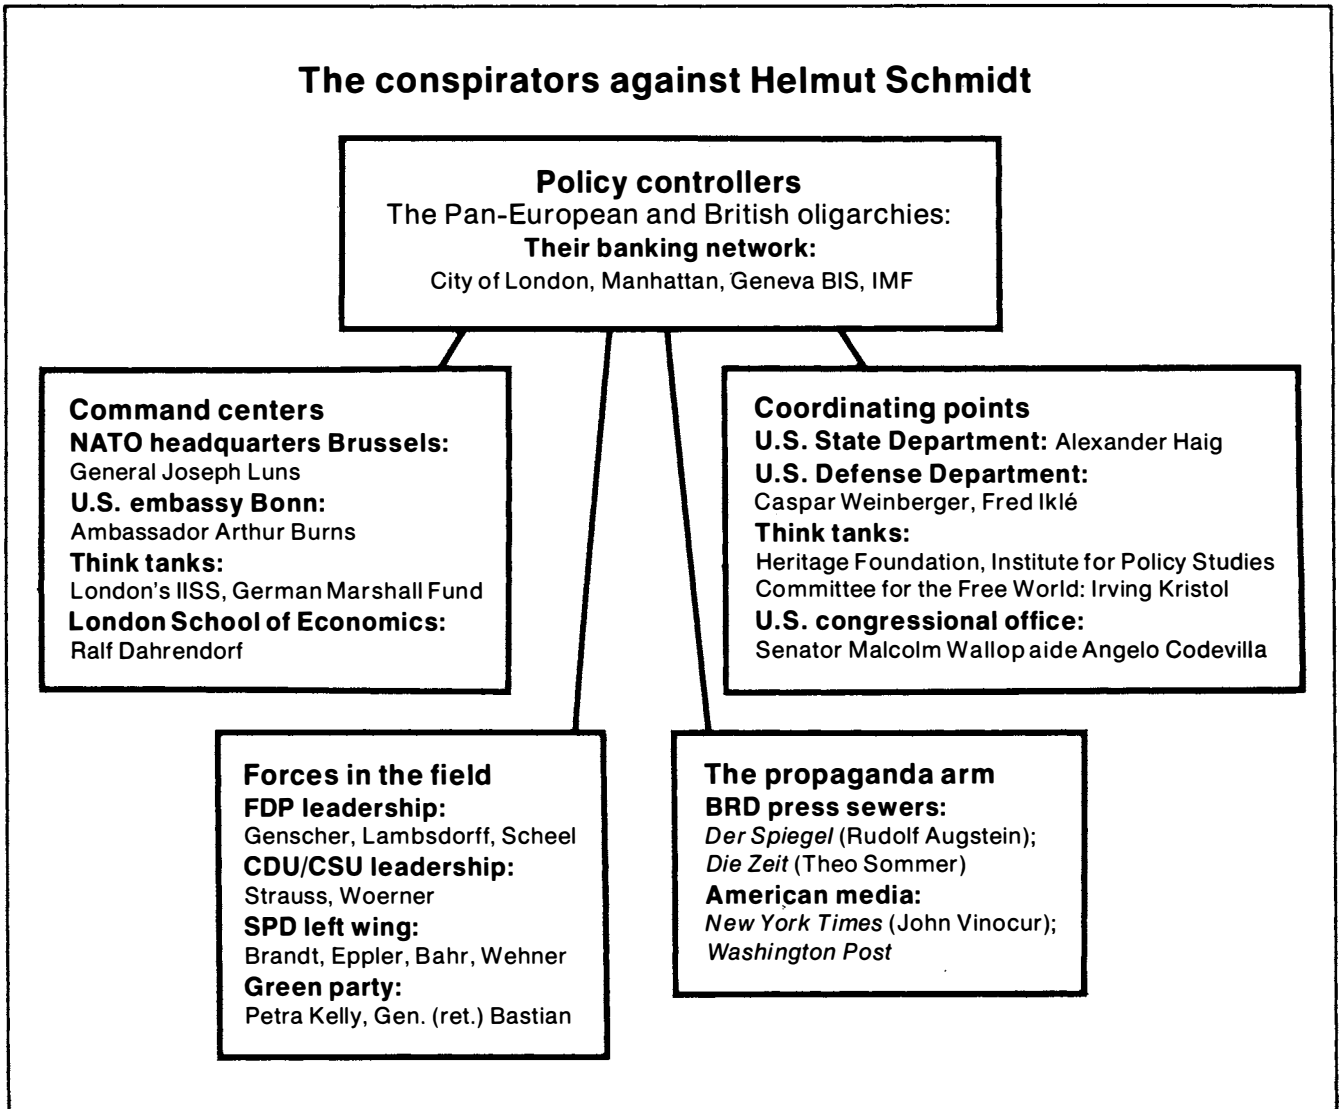 The conspirators against Helmut Schmidt
Policy controllers
The Pan-European and British oligarchies:
Their banking network:
City of London, Manhattan, Geneva BIS, IMF
Command centers
NATO headquarters Brussels:
General Joseph Luns
U.S. embassy Bonn:
Ambassador Arthur Burns
Think tanks:
London's IISS, German Marshall Fund
London School of Economics:
Ralf Dahrendorf
Coordinating points
U.S. State Department: Alexander Haig
U.S. Defense Department:
Caspar Weinberger, Fred Iklé
Think tanks:
Heritage Foundation, Institute for Policy Studies
Committee for the Free World: Irving Kristol
U.S. congressional office:
Senator Malcolm Wallop aide Angelo Codevilla
Forces in the field
FDP leadership:
Genscher, Lambsdorff, Scheel
CDU/CSU leadership:
Strauss, Woerner
SPD left wing:
Brandt, Eppler, Bahr, Wehner
Green party:
Petra Kelly, Gen. (ret.) Bastian
The propaganda arm
BRD press sewers:
Der Spiegel (Rudolf Augstein);
Die Zeit (Theo Sommer)
American media:
New York Times (John Vinocur);
Washington Post